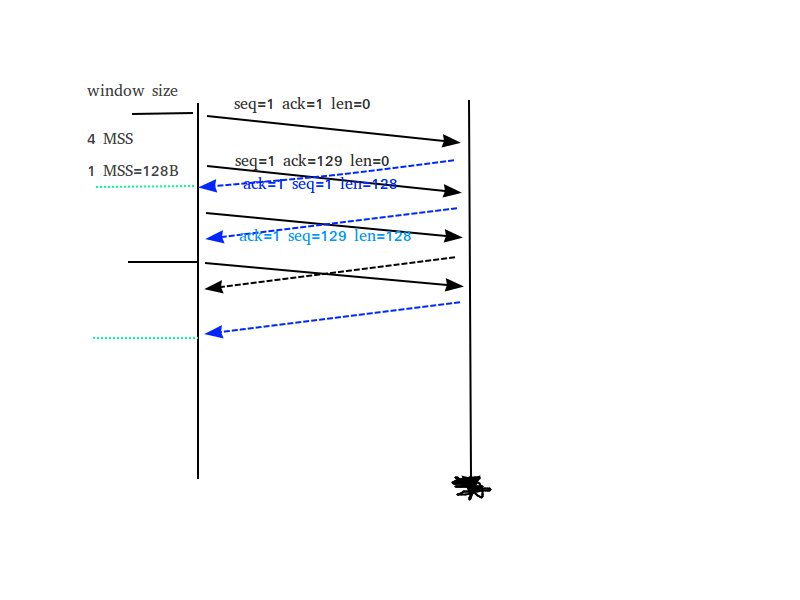 window size
seq=1 ack=1 len=0
4 MSS
seq=1 ack=129 len=0
1 MSS=128B
ack=1 seq=1 len=128
ack=1 seq=129 len=128